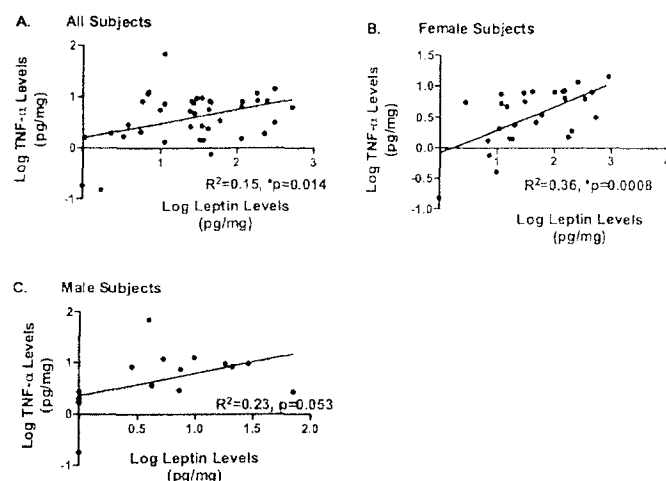 A. All Subjects
Log TNF-α Levels
(pg/mg)
2
1
0
-1
1
2
3
R²=0.15, *p=0.014
Log Leptin Levels
(pg/mg)
B. Female Subjects
Log TNF-α Levels
(pg/mg)
1.5
1.0
0.5
0.0
0.5
-1.0
1
2
3
4
R²=0.36, *p=0.0008
Log Leptin Levels
(pg/mg)
C. Male Subjects
Log TNF-α Levels
(pg/mg)
2
1
0
-1
0.5
1.0
1.5
2.0
R²=0.23, p=0.053
Log Leptin Levels
(pg/mg)